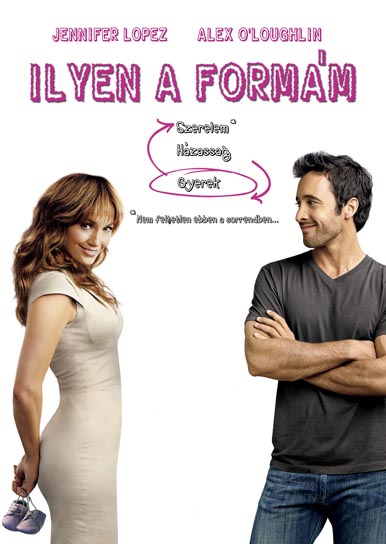 JENNIFER LOPEZ ALEX O'LOUGHLIN
ILYEN A FORMÁM
Szerelem*
Házasság
Gyerek
*Nem feltétlen ebben a sorrendben...